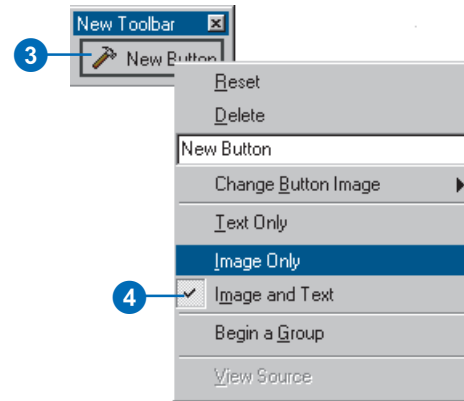 New Toolbar
3
New Button
Reset
Delete
New Button
Change Button Image
Text Only
Image Only
4
Image and Text
Begin a Group
View Source